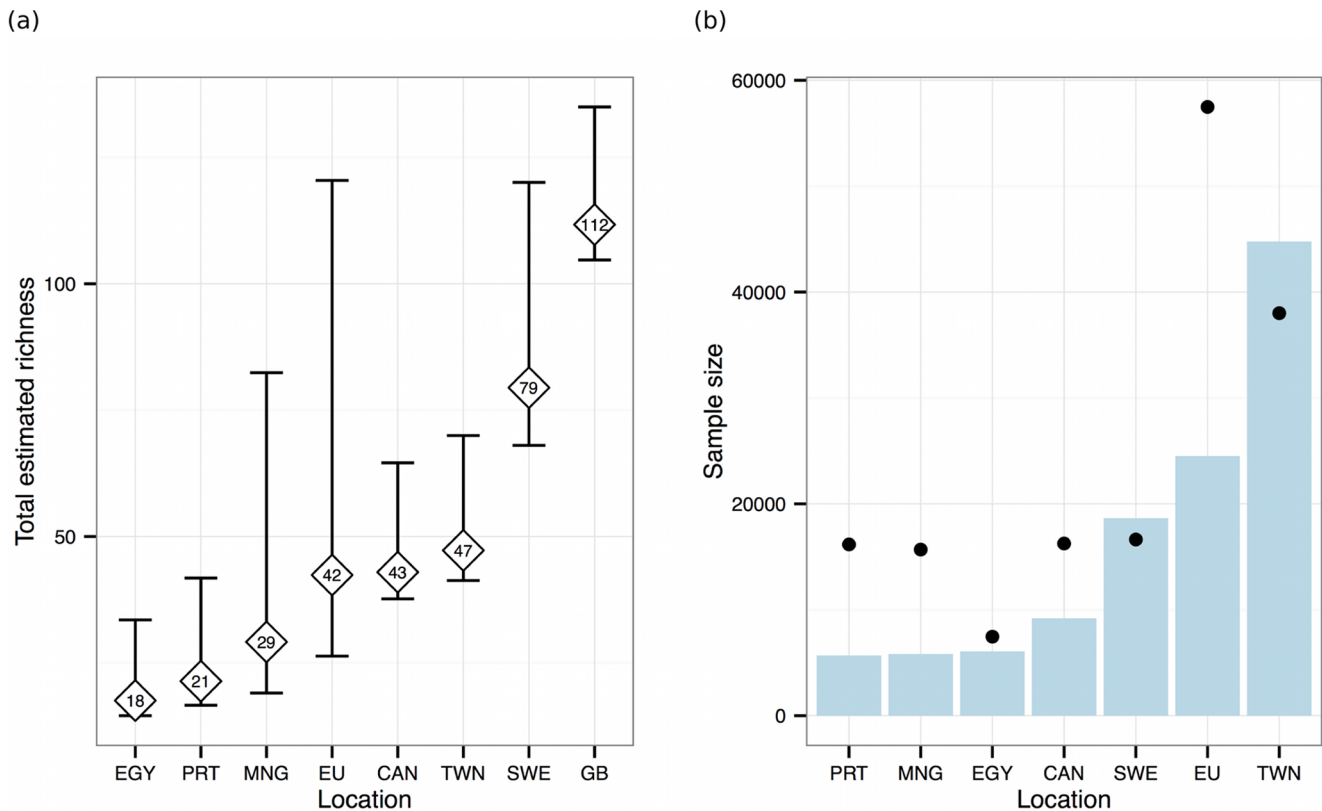 (a)
(b)
Total estimated richness
100
50
18
21
29
42
43
47
79
112
EGY PRT MNG EU CAN TWN SWE GB
Location
Sample size
60000
40000
20000
0
PRT MNG EGY CAN SWE EU TWN
Location